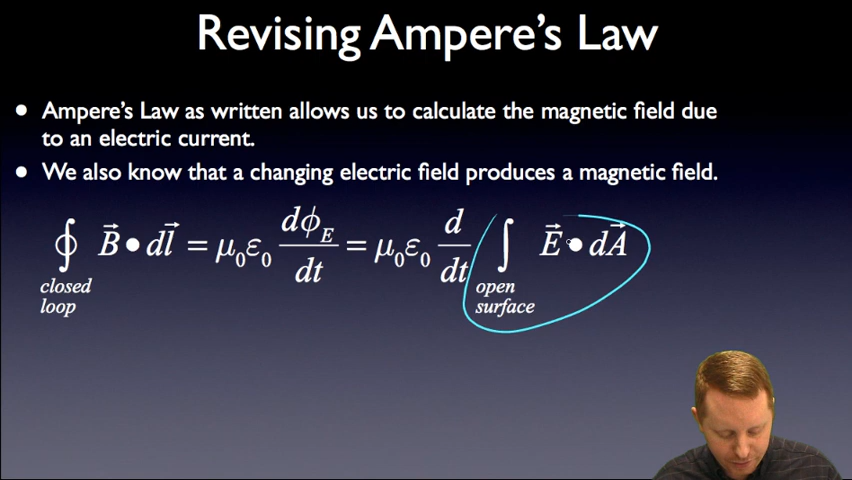 Revising Ampere's Law
• Ampere's Law as written allows us to calculate the magnetic field due
to an electric current.
• We also know that a changing electric field produces a magnetic field.
∮ B⃗ • dl⃗ = μ₀ε₀ dϕ_E/dt = μ₀ε₀ d/dt ∫ E⃗ • dA⃗
closed open
loop surface